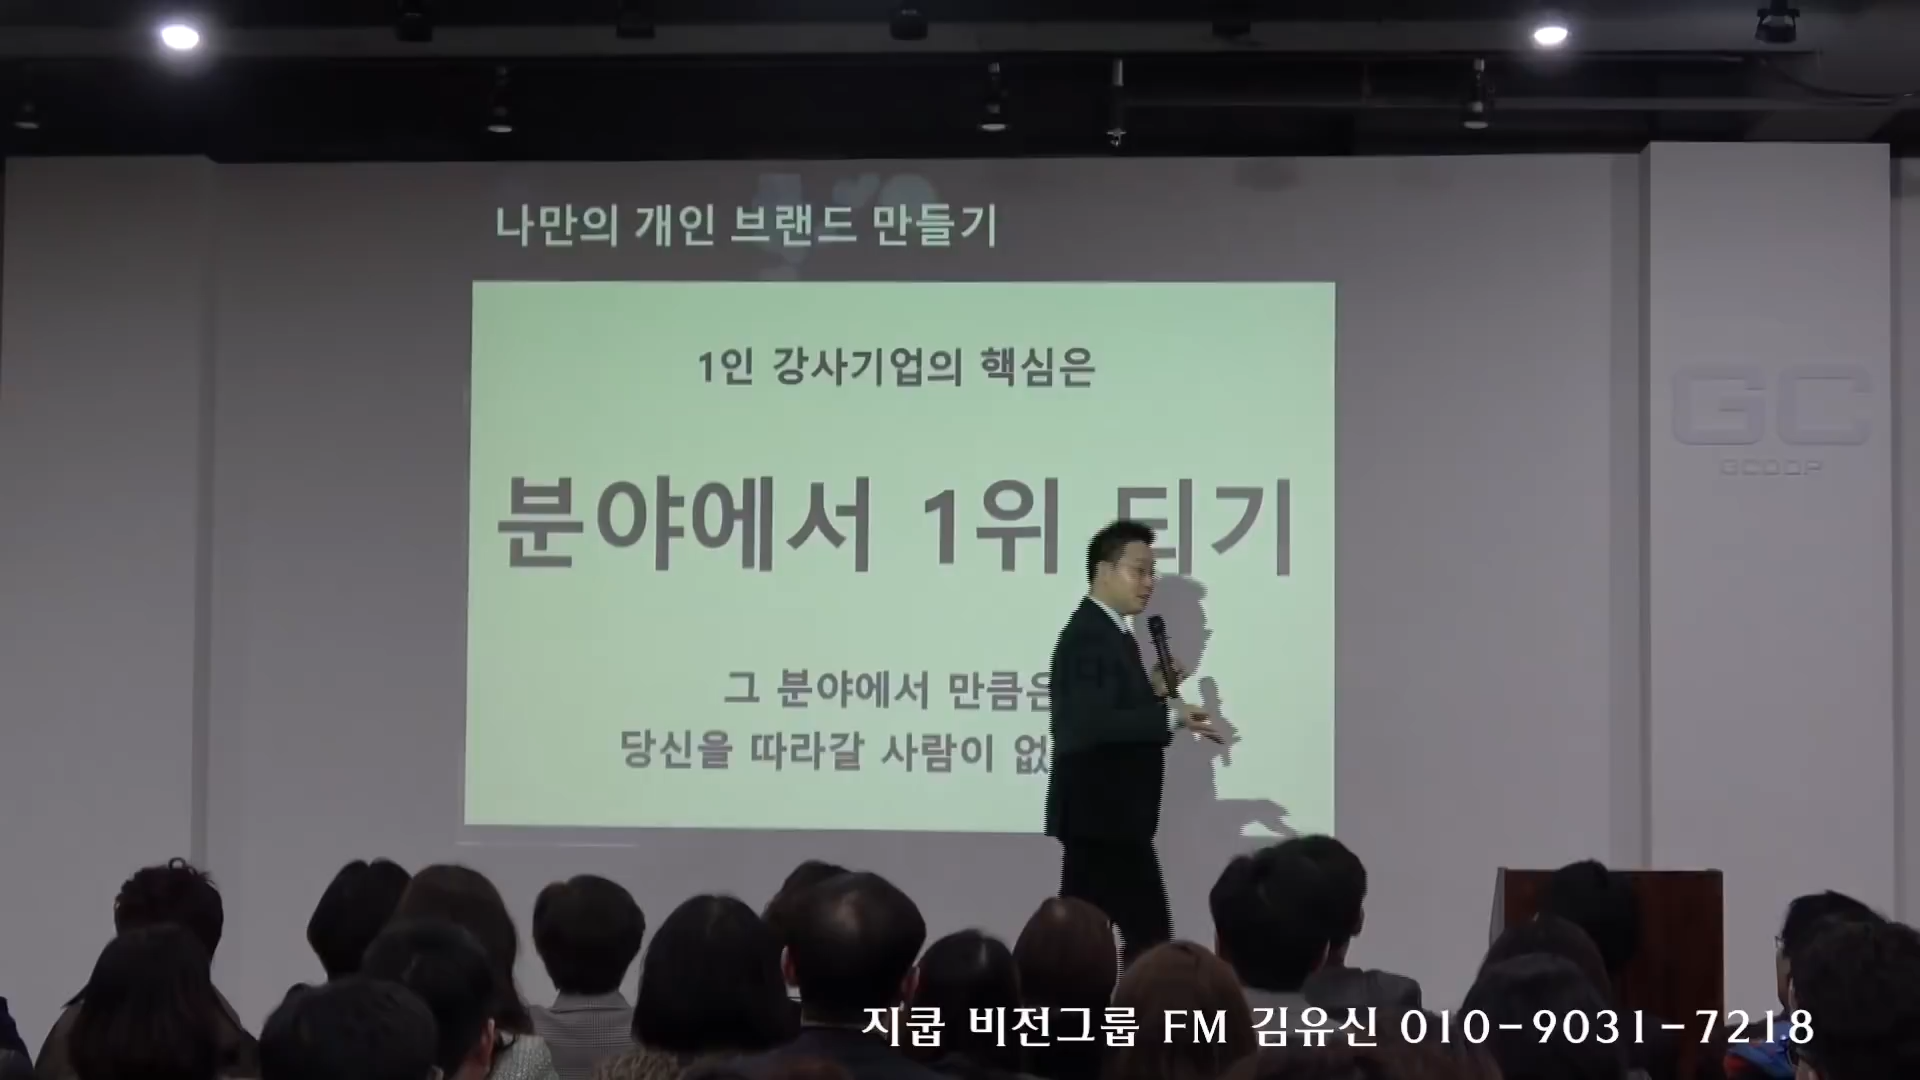 나만의 개인 브랜드 만들기
1인 강사기업의 핵심은
분야에서 1위 되기
그 분야에서 만큼은
당신을 따라갈 사람이
GC
GCOOP
지쿱 비전그룹 FM 김유신 010-9031-7218